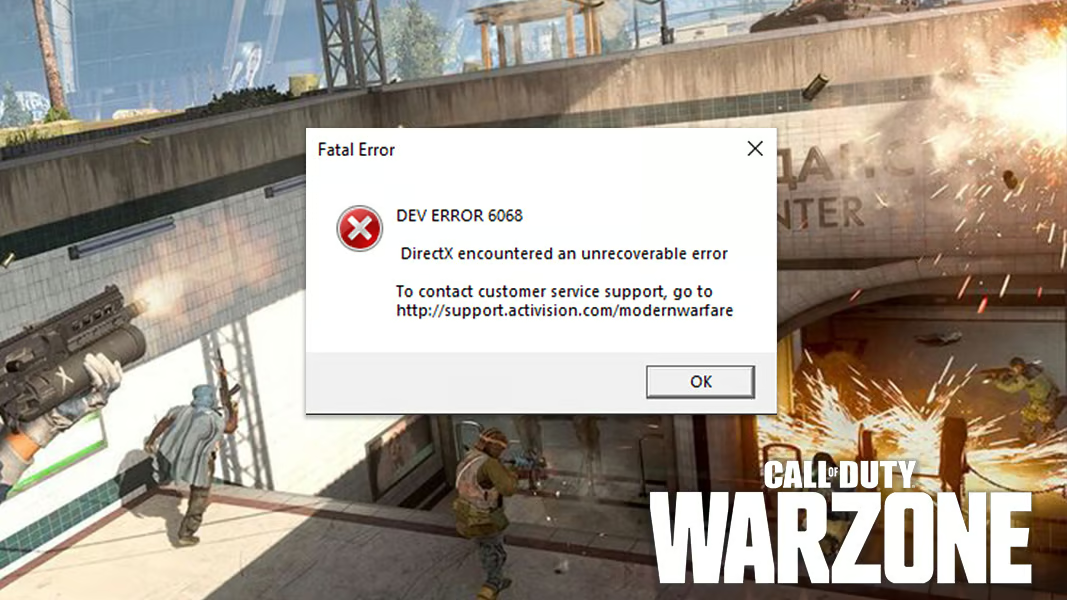 Fatal Error
DEV ERROR 6068
DirectX encountered an unrecoverable error
To contact customer service support, go to
http://support.activision.com/modernwarfare
OK
CALL OF DUTY
WARZONE